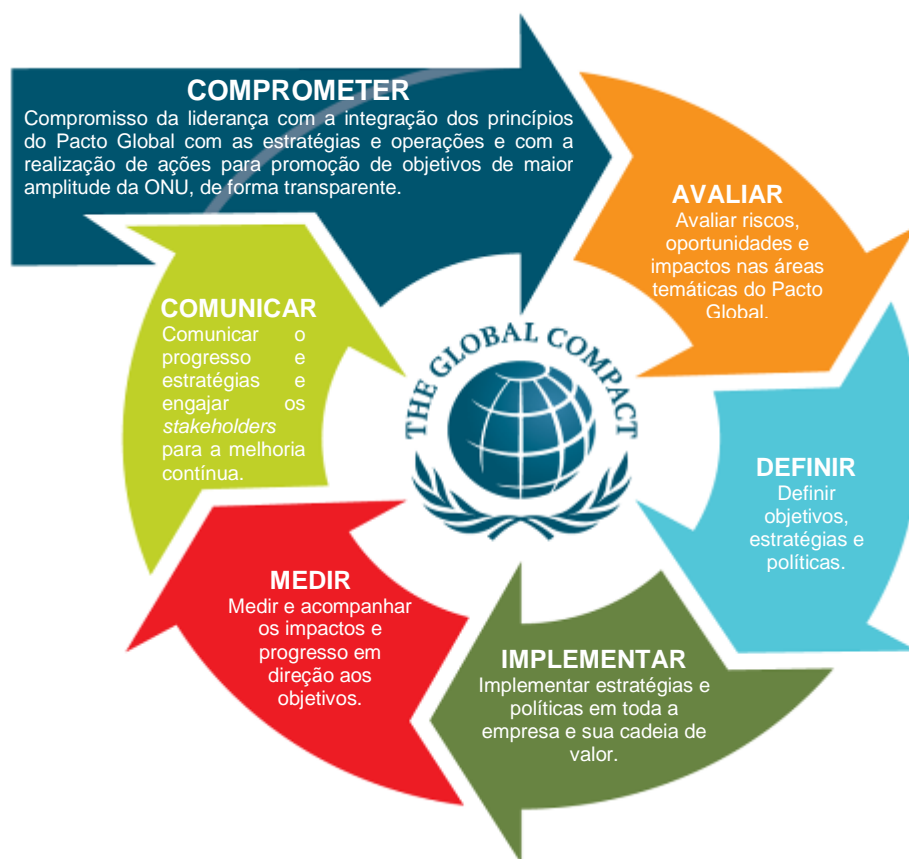 COMPROMETER
Compromisso da liderança com a integração dos princípios
do Pacto Global com as estratégias e operações e com a
realização de ações para promoção de objetivos de maior
amplitude da ONU, de forma transparente.
AVALIAR
Avaliar riscos,
oportunidades e
impactos nas áreas
temáticas do Pacto
Global.
DEFINIR
Definir
objetivos,
estratégias e
políticas.
IMPLEMENTAR
Implementar estratégias e
políticas em toda a
empresa e sua cadeia de
valor.
MEDIR
Medir e acompanhar
os impactos e
progresso em
direção aos
objetivos.
COMUNICAR
Comunicar o
progresso e
estratégias e
engajar os
stakeholders
para a melhoria
contínua.
THE GLOBAL COMPACT